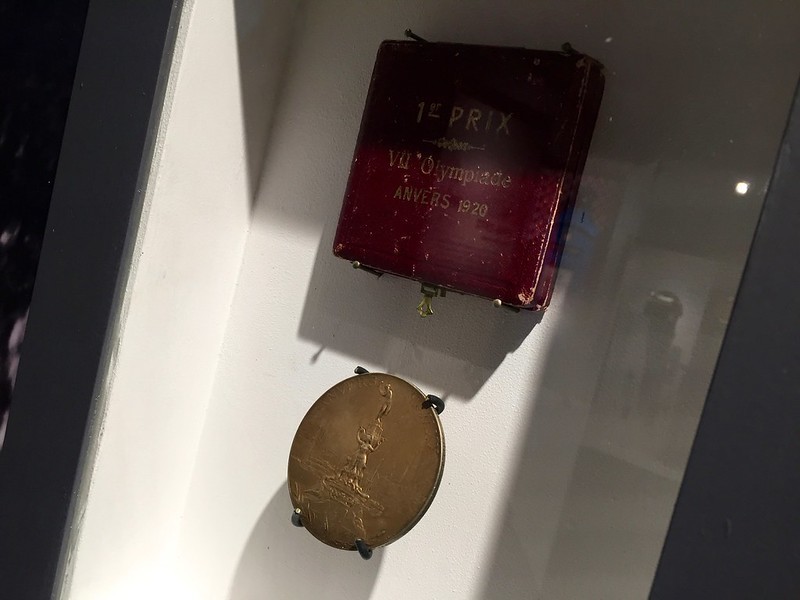 1er PRIX
VIIe Olympiade
ANVERS 1920